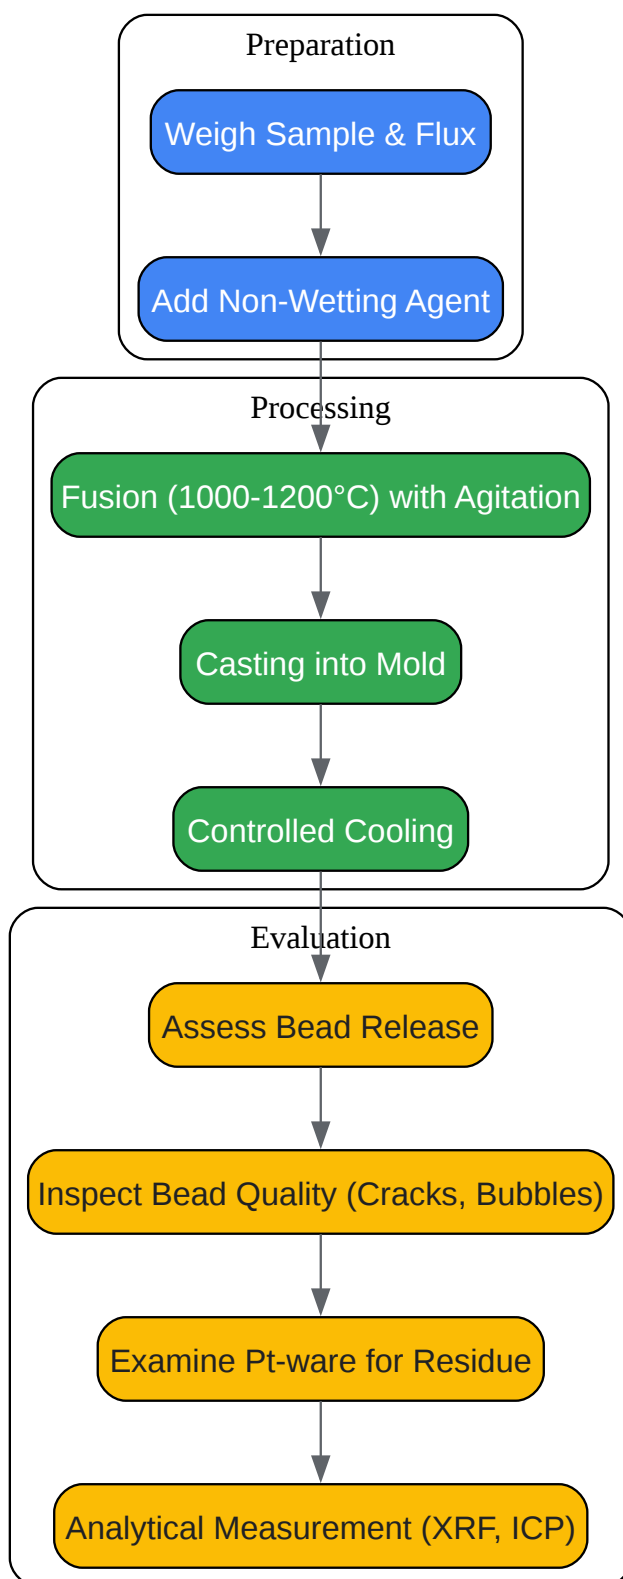 Preparation
Weigh Sample & Flux
Add Non-Wetting Agent
Processing
Fusion (1000-1200°C) with Agitation
Casting into Mold
Controlled Cooling
Evaluation
Assess Bead Release
Inspect Bead Quality (Cracks, Bubbles)
Examine Pt-ware for Residue
Analytical Measurement (XRF, ICP)